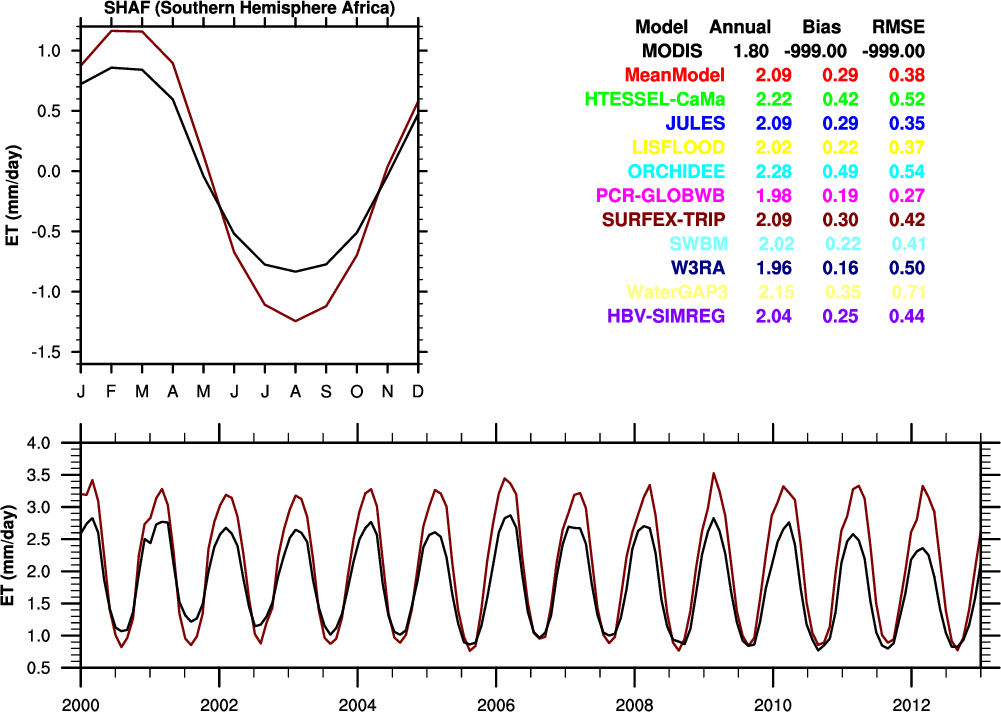 SHAF (Southern Hemisphere Africa)
1.0
0.5
0.0
-0.5
-1.0
-1.5
ET (mm/day)
J F M A M J J A S O N D
Model Annual Bias RMSE
MODIS 1.80 -999.00 -999.00
MeanModel 2.09 0.29 0.38
HTESSEL-CaMa 2.22 0.42 0.52
JULES 2.09 0.29 0.35
LISFLOOD 2.02 0.22 0.37
ORCHIDEE 2.28 0.49 0.54
PCR-GLOBWB 1.98 0.19 0.27
SURFEX-TRIP 2.09 0.30 0.42
SWBM 2.02 0.22 0.41
W3RA 1.96 0.16 0.50
WaterGAP3 2.15 0.35 0.71
HBV-SIMREG 2.04 0.25 0.44
4.0
3.5
3.0
2.5
2.0
1.5
1.0
0.5
ET (mm/day)
2000 2002 2004 2006 2008 2010 2012